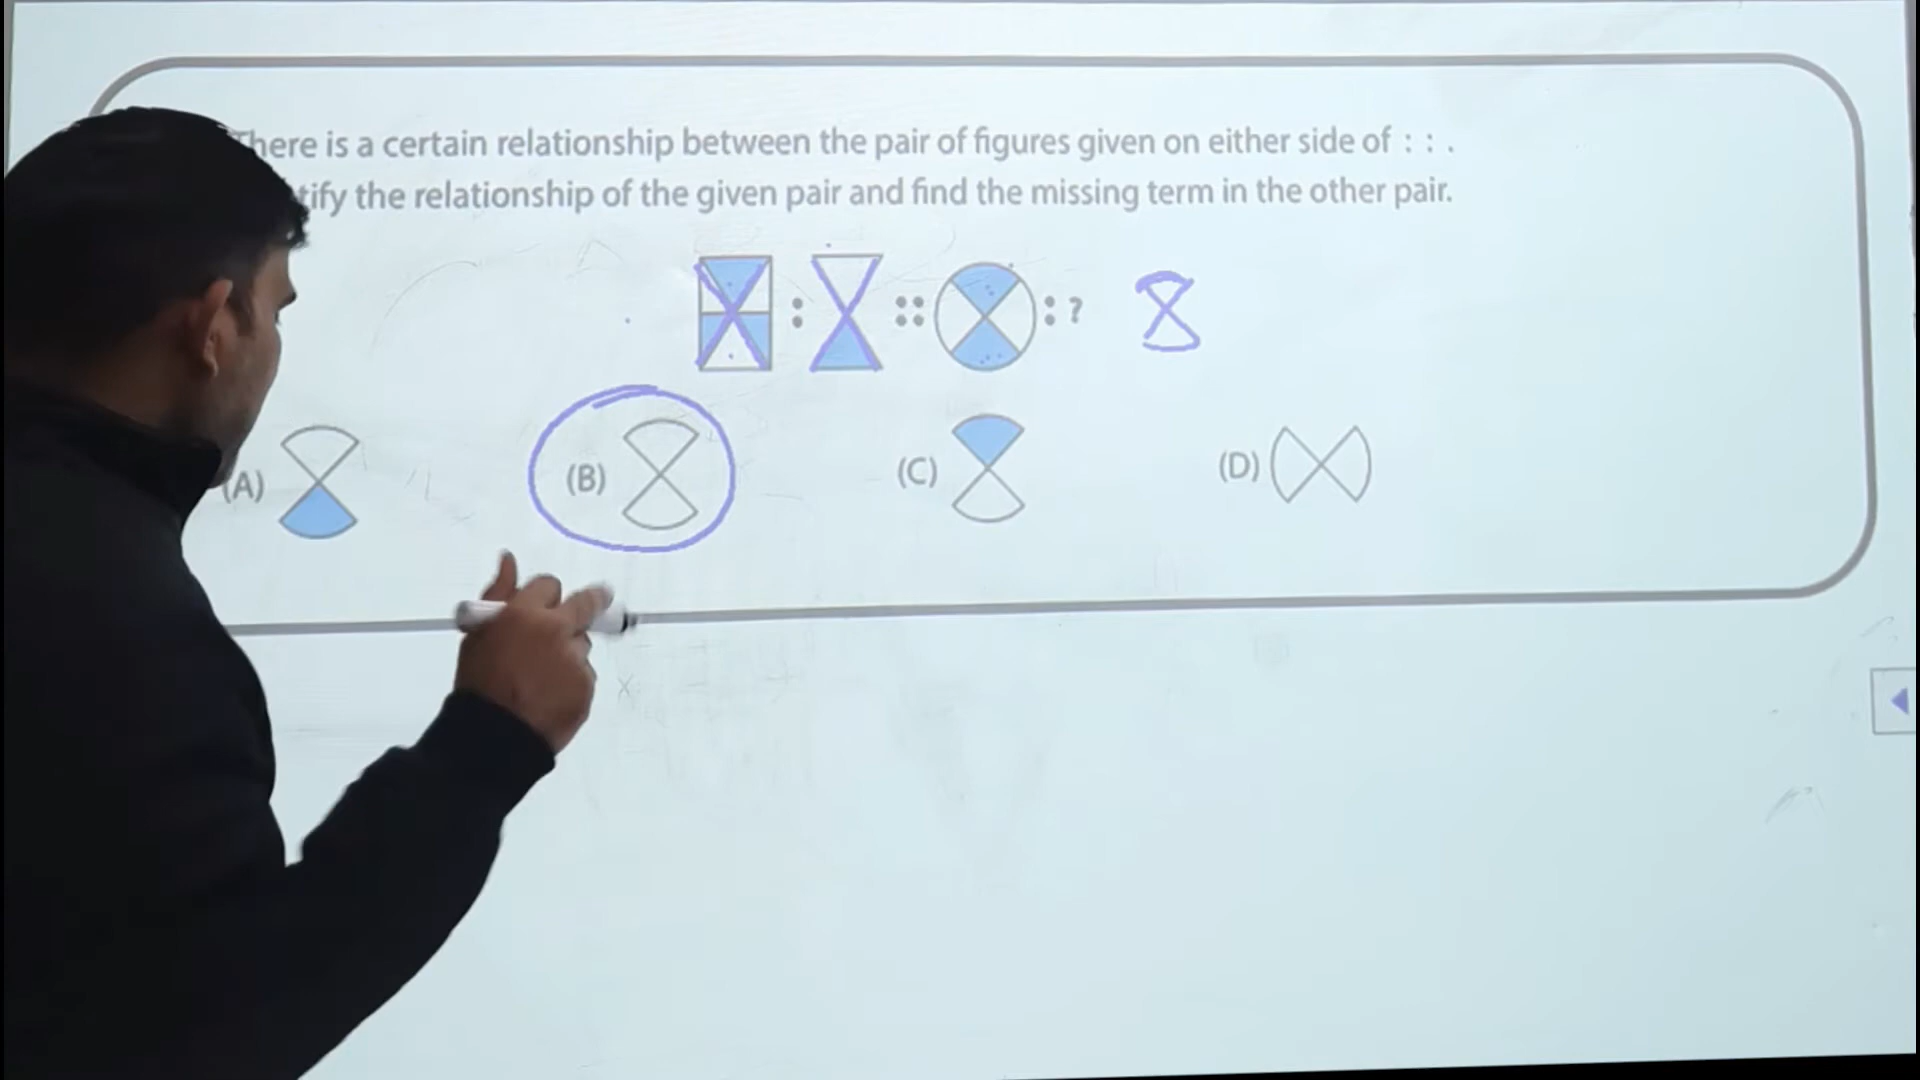 here is a certain relationship between the pair of figures given on either side of : : .
tify the relationship of the given pair and find the missing term in the other pair.
: :: : ?
(A) (B) (C) (D)